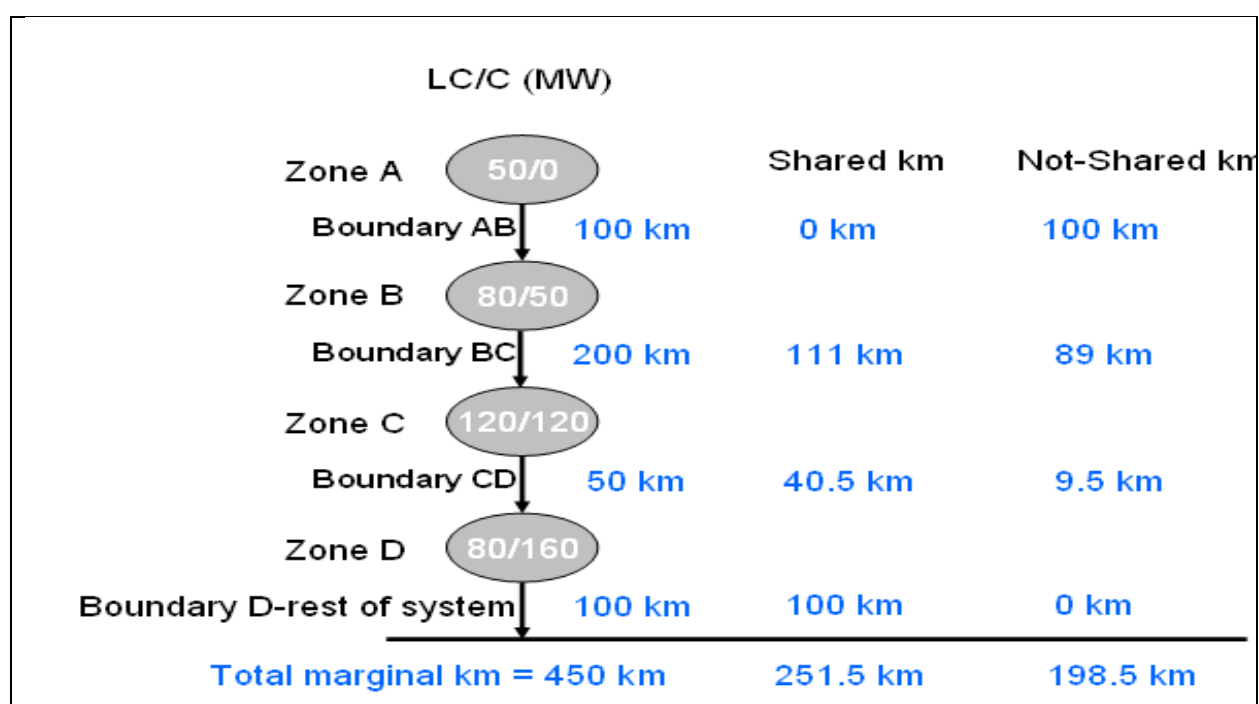 LC/C (MW)
Shared km Not-Shared km
Zone A 50/0
Boundary AB 100 km 0 km 100 km
Zone B 80/50
Boundary BC 200 km 111 km 89 km
Zone C 120/120
Boundary CD 50 km 40.5 km 9.5 km
Zone D 80/160
Boundary D-rest of system 100 km 100 km 0 km
Total marginal km = 450 km 251.5 km 198.5 km